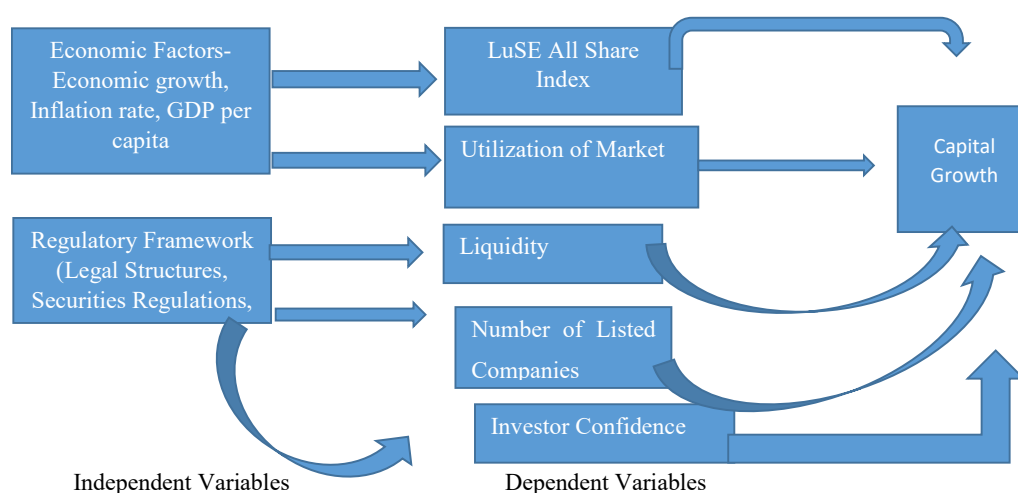 Economic Factors-
Economic growth,
Inflation rate, GDP per
capita
LuSE All Share
Index
Utilization of Market
Capital
Growth
Regulatory Framework
(Legal Structures,
Securities Regulations,
Liquidity
Number of Listed
Companies
Investor Confidence
Independent Variables
Dependent Variables